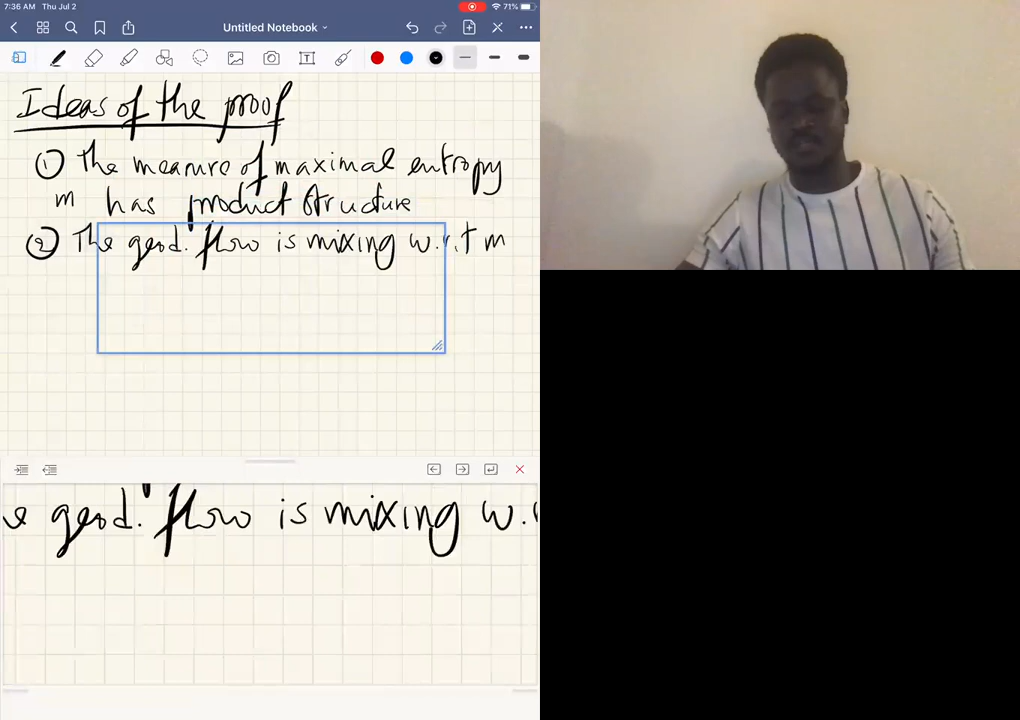 7:36 AM Thu Jul 2
71%
Untitled Notebook
Ideas of the proof
① The measure of maximal entropy
m has product structure
② The geod. flow is mixing w.r.t m
e geod. flow is mixing w.r